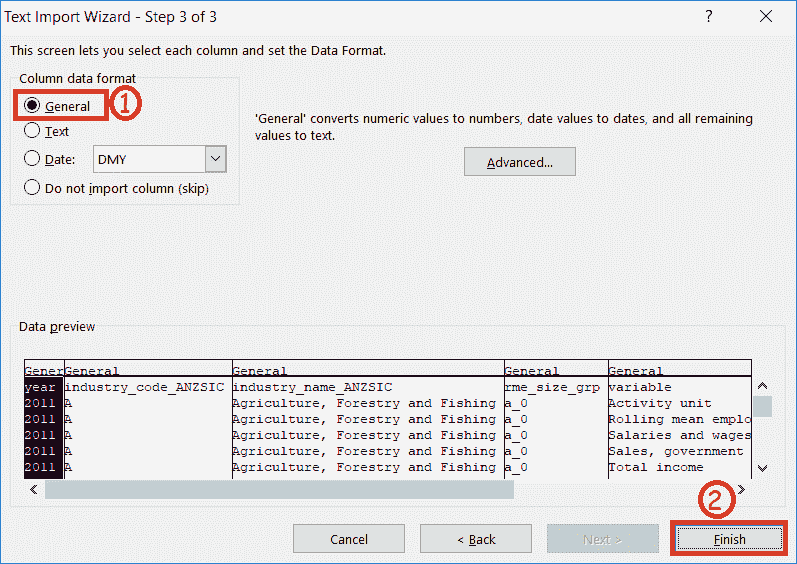 Text Import Wizard - Step 3 of 3 ?
This screen lets you select each column and set the Data Format.
Column data format
General 1
Text
Date: DMY
Do not import column (skip)
'General' converts numeric values to numbers, date values to dates, and all remaining
values to text.
Advanced...
Data preview
Gener General General General General
year industry_code_ANZSIC industry_name_ANZSIC rme_size_grp variable
2011 A Agriculture, Forestry and Fishing a_0 Activity unit
2011 A Agriculture, Forestry and Fishing a_0 Rolling mean emplo
2011 A Agriculture, Forestry and Fishing a_0 Salaries and wages
2011 A Agriculture, Forestry and Fishing a_0 Sales, government
2011 A Agriculture, Forestry and Fishing a_0 Total income
2
Cancel < Back Next > Finish